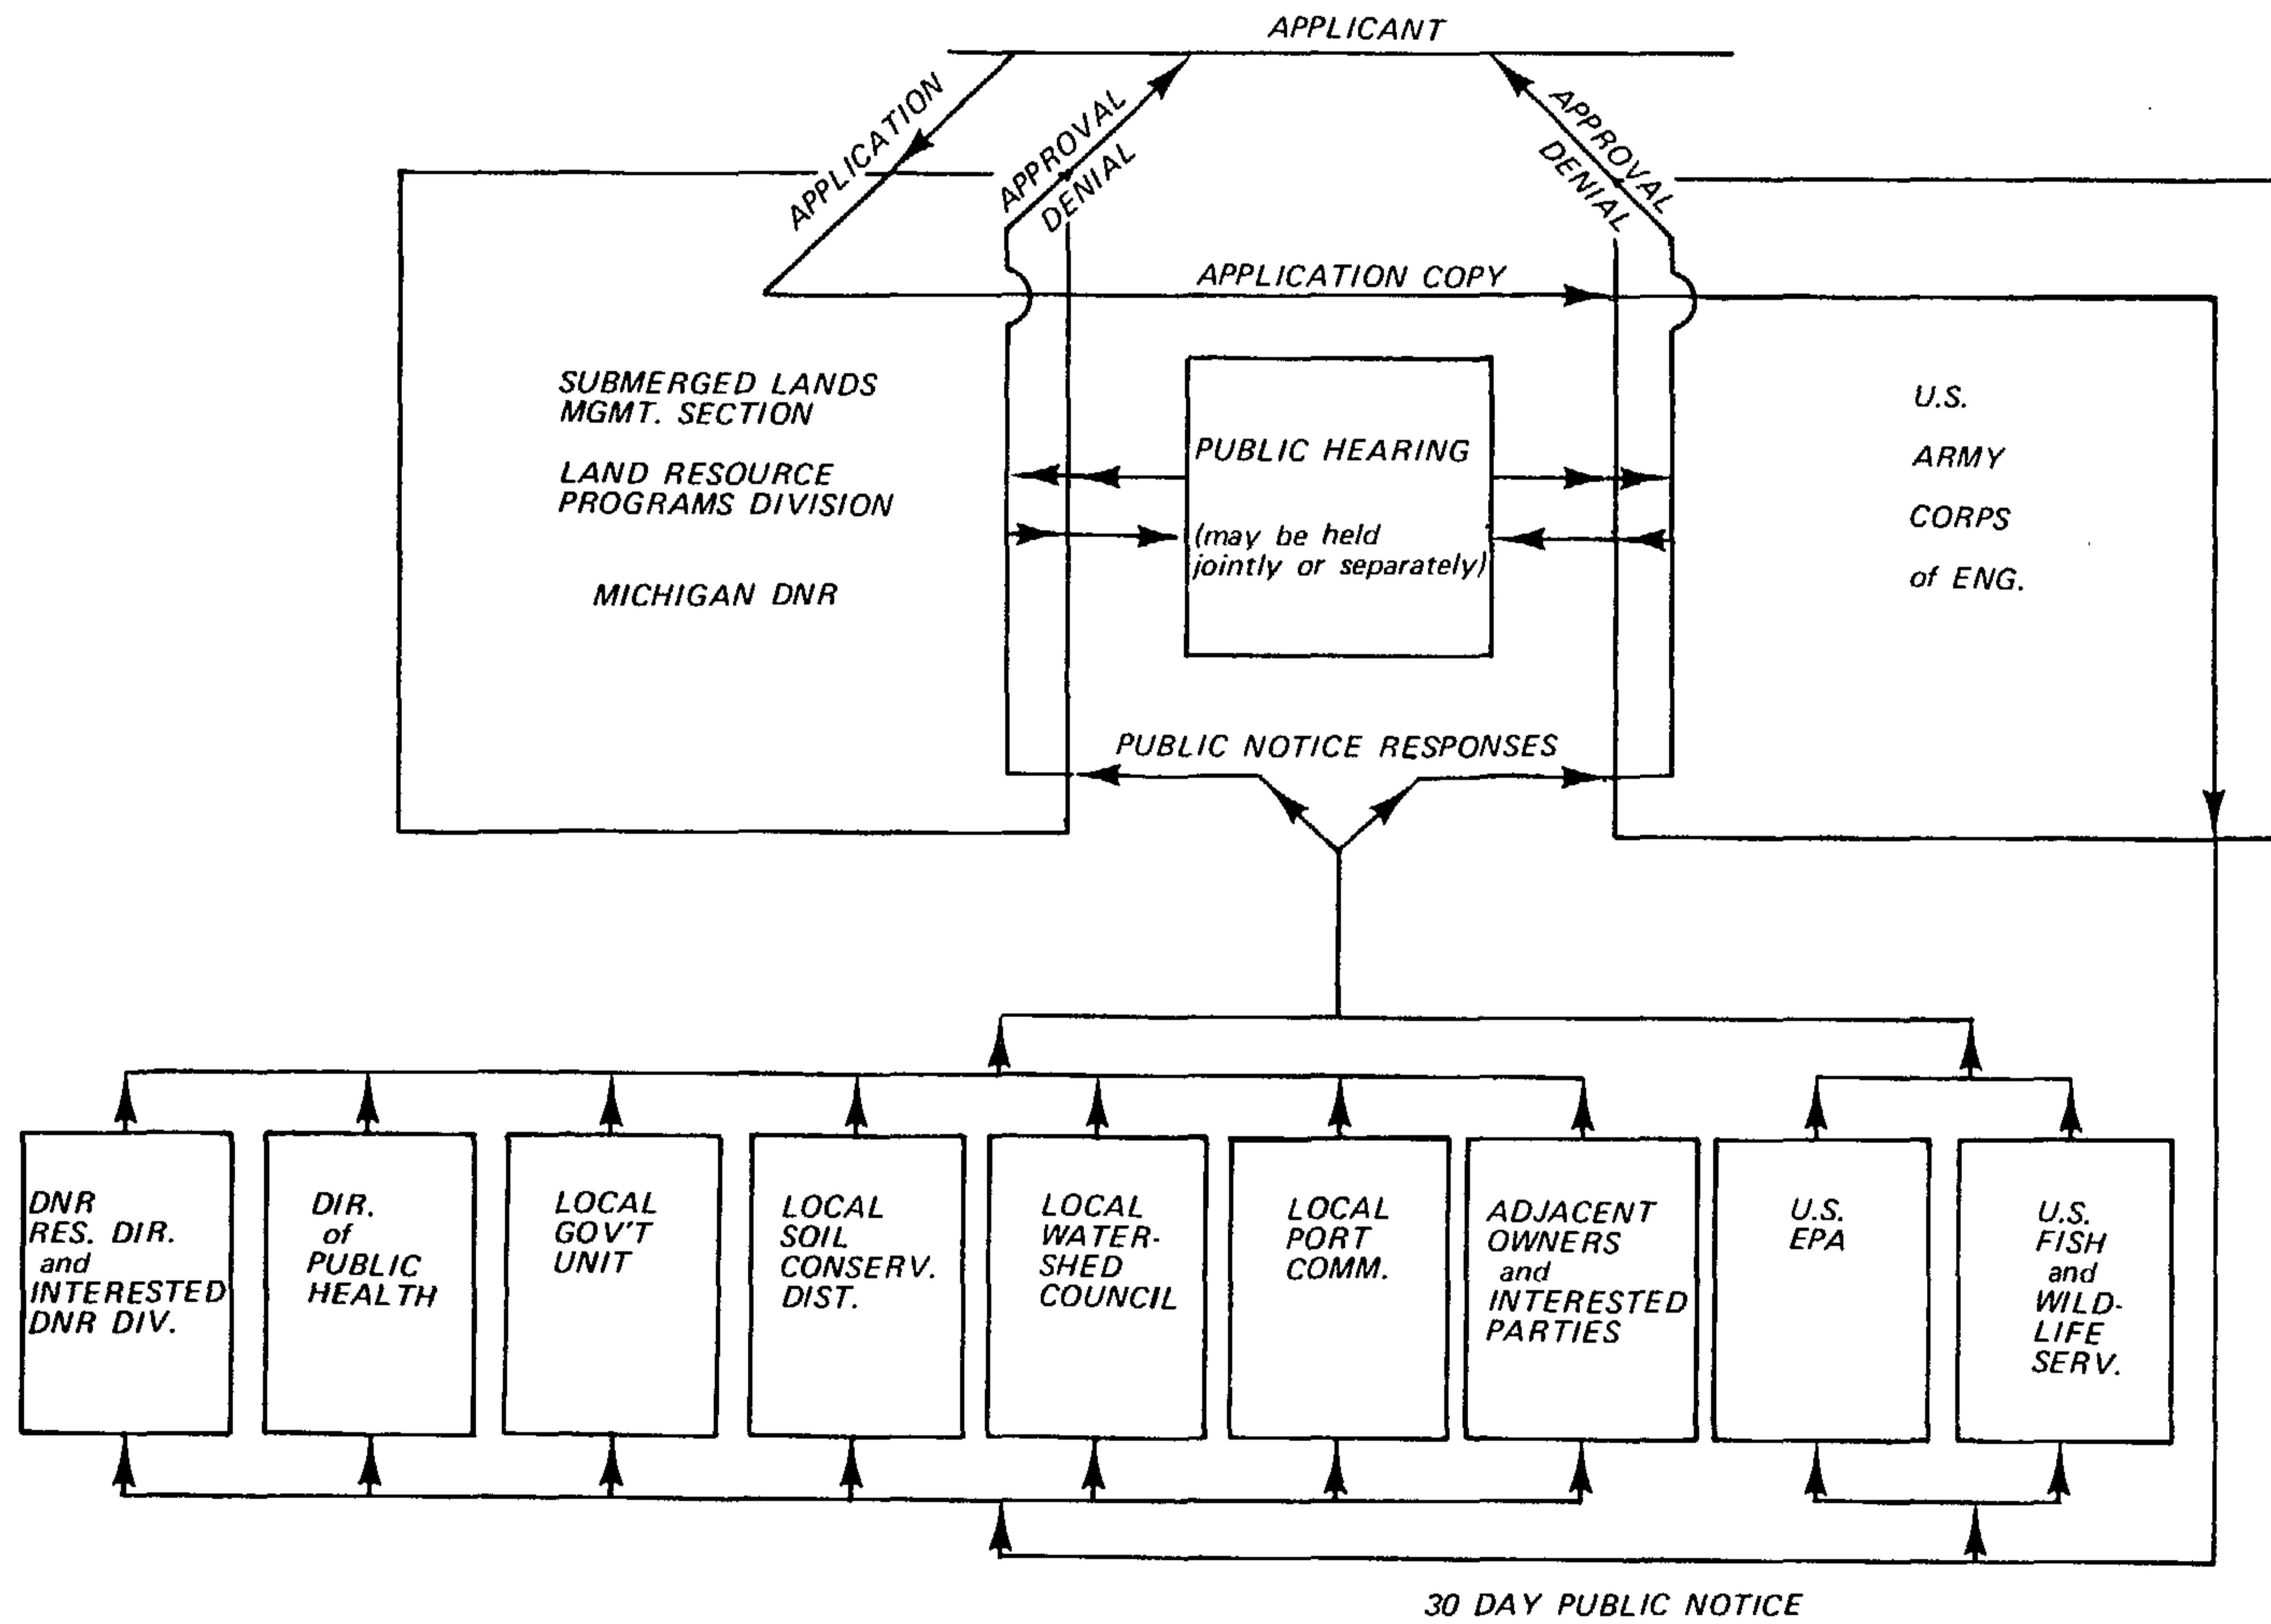 APPLICANT
APPLICATION
APPROVAL
DENIAL
APPROVAL
DENIAL
APPLICATION COPY
SUBMERGED LANDS
MGMT. SECTION
LAND RESOURCE
PROGRAMS DIVISION
MICHIGAN DNR
PUBLIC HEARING
(may be held
jointly or separately)
U.S.
ARMY
CORPS
of ENG.
PUBLIC NOTICE RESPONSES
DNR
RES. DIR.
and
INTERESTED
DNR DIV.
DIR.
of
PUBLIC
HEALTH
LOCAL
GOV'T
UNIT
LOCAL
SOIL
CONSERV.
DIST.
LOCAL
WATER-
SHED
COUNCIL
LOCAL
PORT
COMM.
ADJACENT
OWNERS
and
INTERESTED
PARTIES
U.S.
EPA
U.S.
FISH
and
WILD-
LIFE
SERV.
30 DAY PUBLIC NOTICE